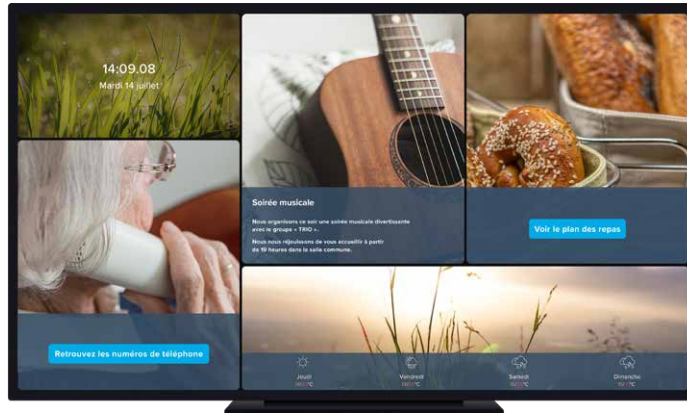 14:09.08
Mardi 14 juillet
Soirée musicale
Nous organisons ce soir une soirée musicale divertissante
avec le groupe « TRIO ».
Nous nous réjouissons de vous accueillir à partir
de 19 heures dans la salle commune.
Voir le plan des repas
Retrouvez les numéros de téléphone
Jeudi
Vendredi
Samedi
Dimanche